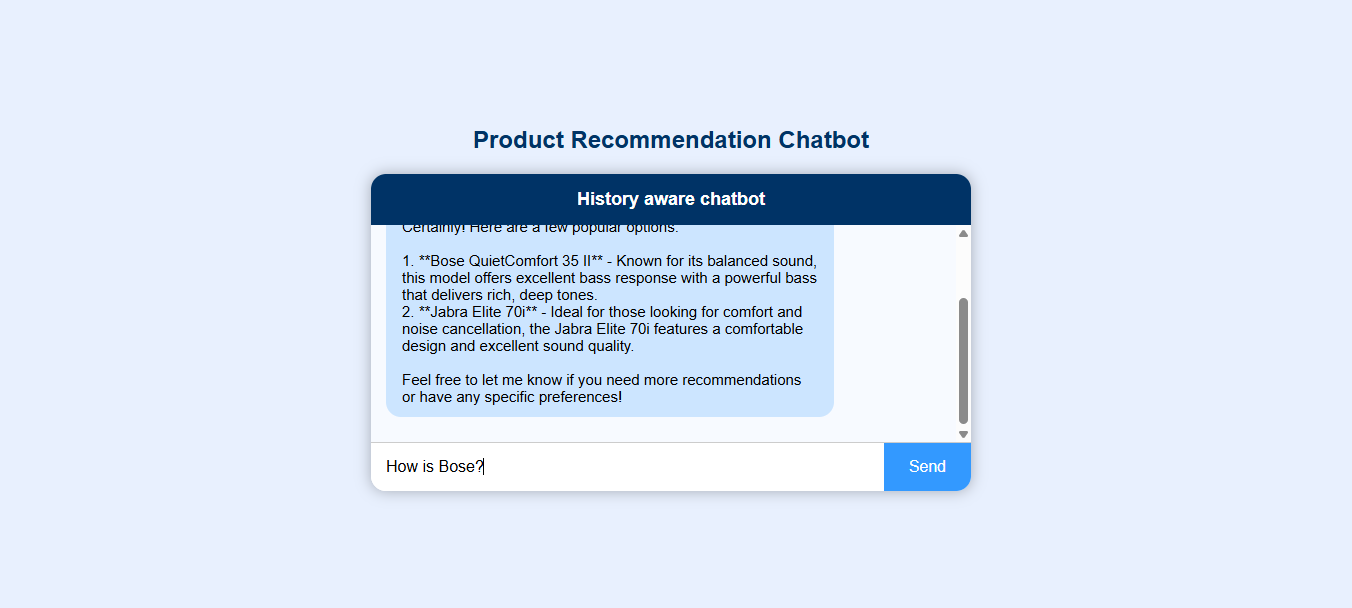 Product Recommendation Chatbot
History aware chatbot
Certainly! Here are a few popular options:
1. **Bose QuietComfort 35 II** - Known for its balanced sound,
this model offers excellent bass response with a powerful bass
that delivers rich, deep tones.
2. **Jabra Elite 70i** - Ideal for those looking for comfort and
noise cancellation, the Jabra Elite 70i features a comfortable
design and excellent sound quality.
Feel free to let me know if you need more recommendations
or have any specific preferences!
How is Bose?
Send